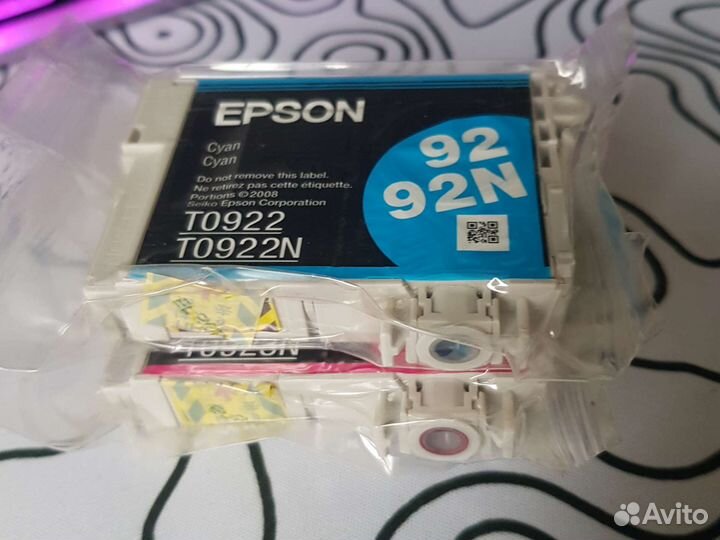 EPSON
Cyan
Cyan
Do not remove this label.
Ne retirez pas cette étiquette.
Portions ©2008
Seiko Epson Corporation
T0922
T0922N
92
92N
T0923N
Avito